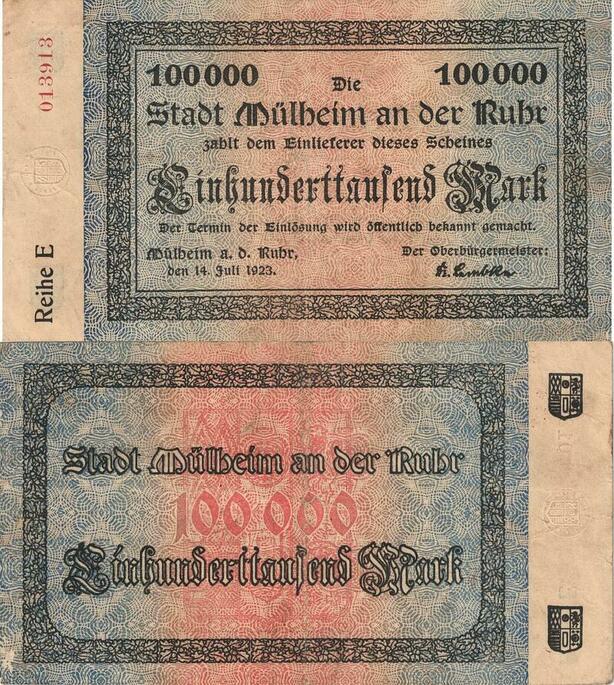 013913
Reihe E
100000 Die 100000
Stadt Mülheim an der Ruhr
zahlt dem Einlieferer dieses Scheines
Einhunderttausend Mark
Der Termin der Einlösung wird öffentlich bekannt gemacht.
Mülheim a. d. Ruhr, Der Oberbürgermeister:
den 14. Juli 1923. Dr. Lembke
Stadt Mülheim an der Ruhr
100000
Einhunderttausend Mark